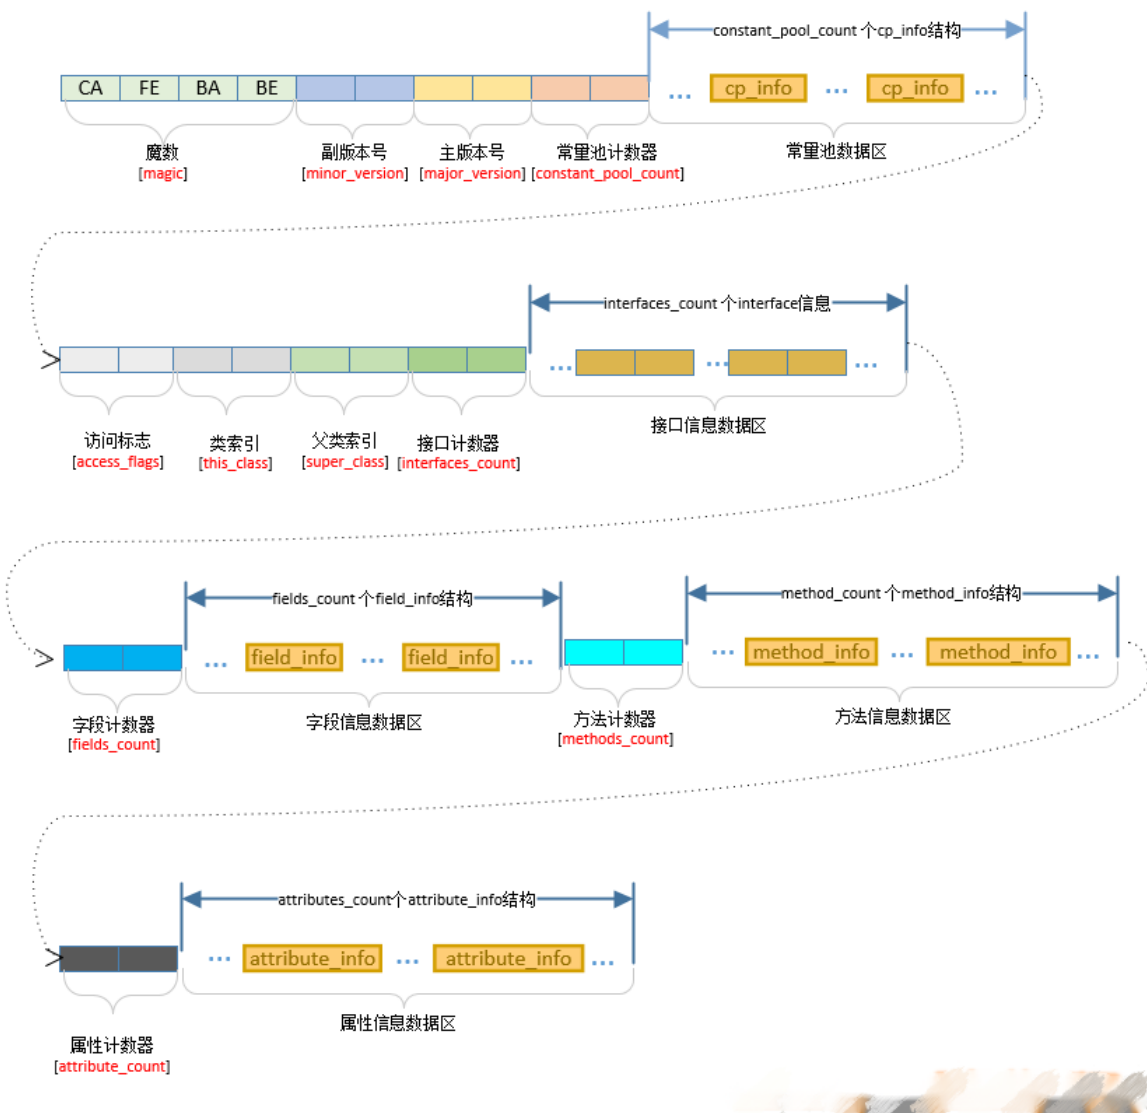 constant_pool_count 个cp_info结构
CA FE BA BE ... cp_info ... cp_info ...
魔数 副版本号 主版本号 常量池计数器 常量池数据区
[magic] [minor_version] [major_version] [constant_pool_count]
interfaces_count 个interface信息
... ... ...
访问标志 类索引 父类索引 接口计数器 接口信息数据区
[access_flags] [this_class] [super_class] [interfaces_count]
fields_count 个field_info结构 method_count 个method_info结构
... field_info ... field_info ... ... method_info ... method_info ...
字段计数器 字段信息数据区 方法计数器 方法信息数据区
[fields_count] [methods_count]
attributes_count个attribute_info结构
... attribute_info ... attribute_info ...
属性计数器 属性信息数据区
[attribute_count]